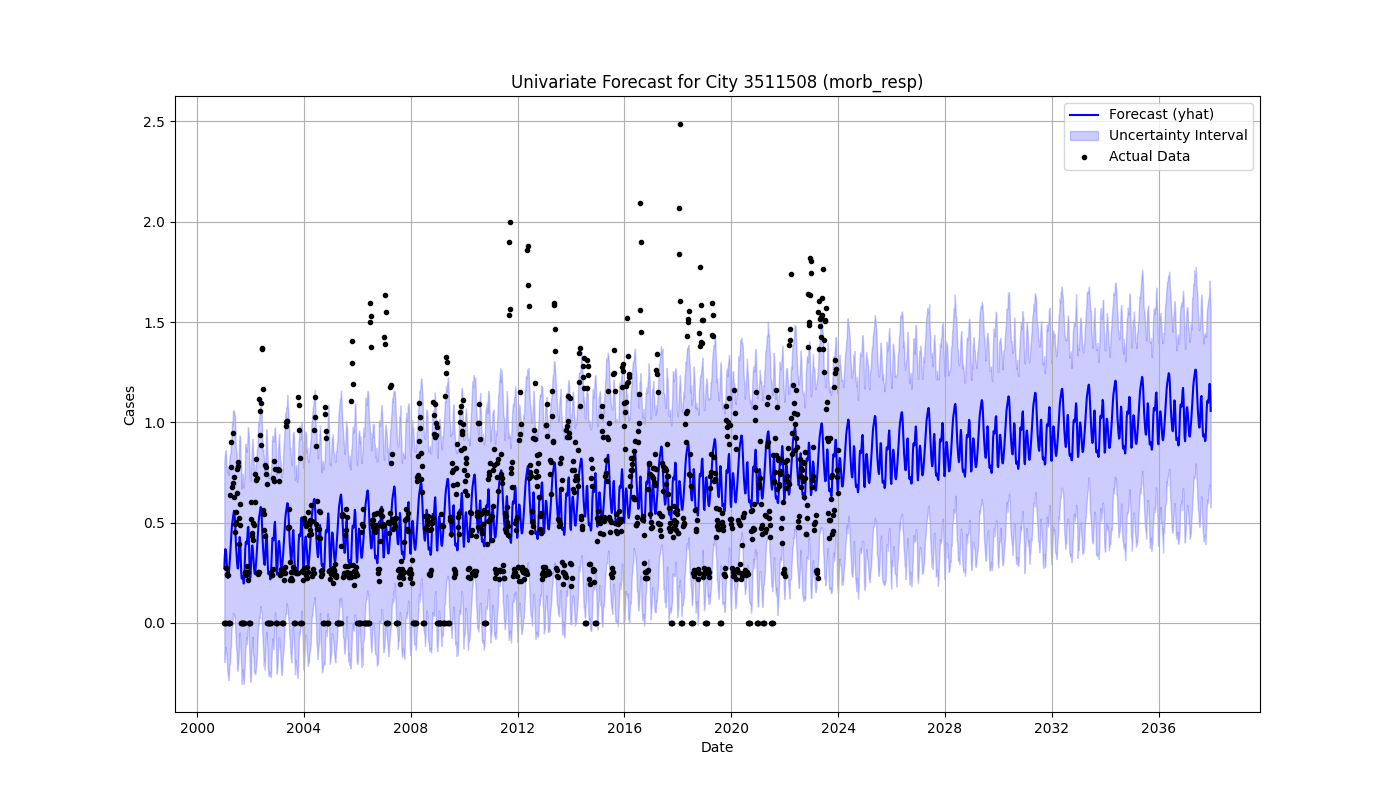 Univariate Forecast for City 3511508 (morb_resp)
Forecast (yhat)
Uncertainty Interval
Actual Data
2.5
2.0
1.5
1.0
0.5
0.0
Cases
2000 2004 2008 2012 2016 2020 2024 2028 2032 2036
Date